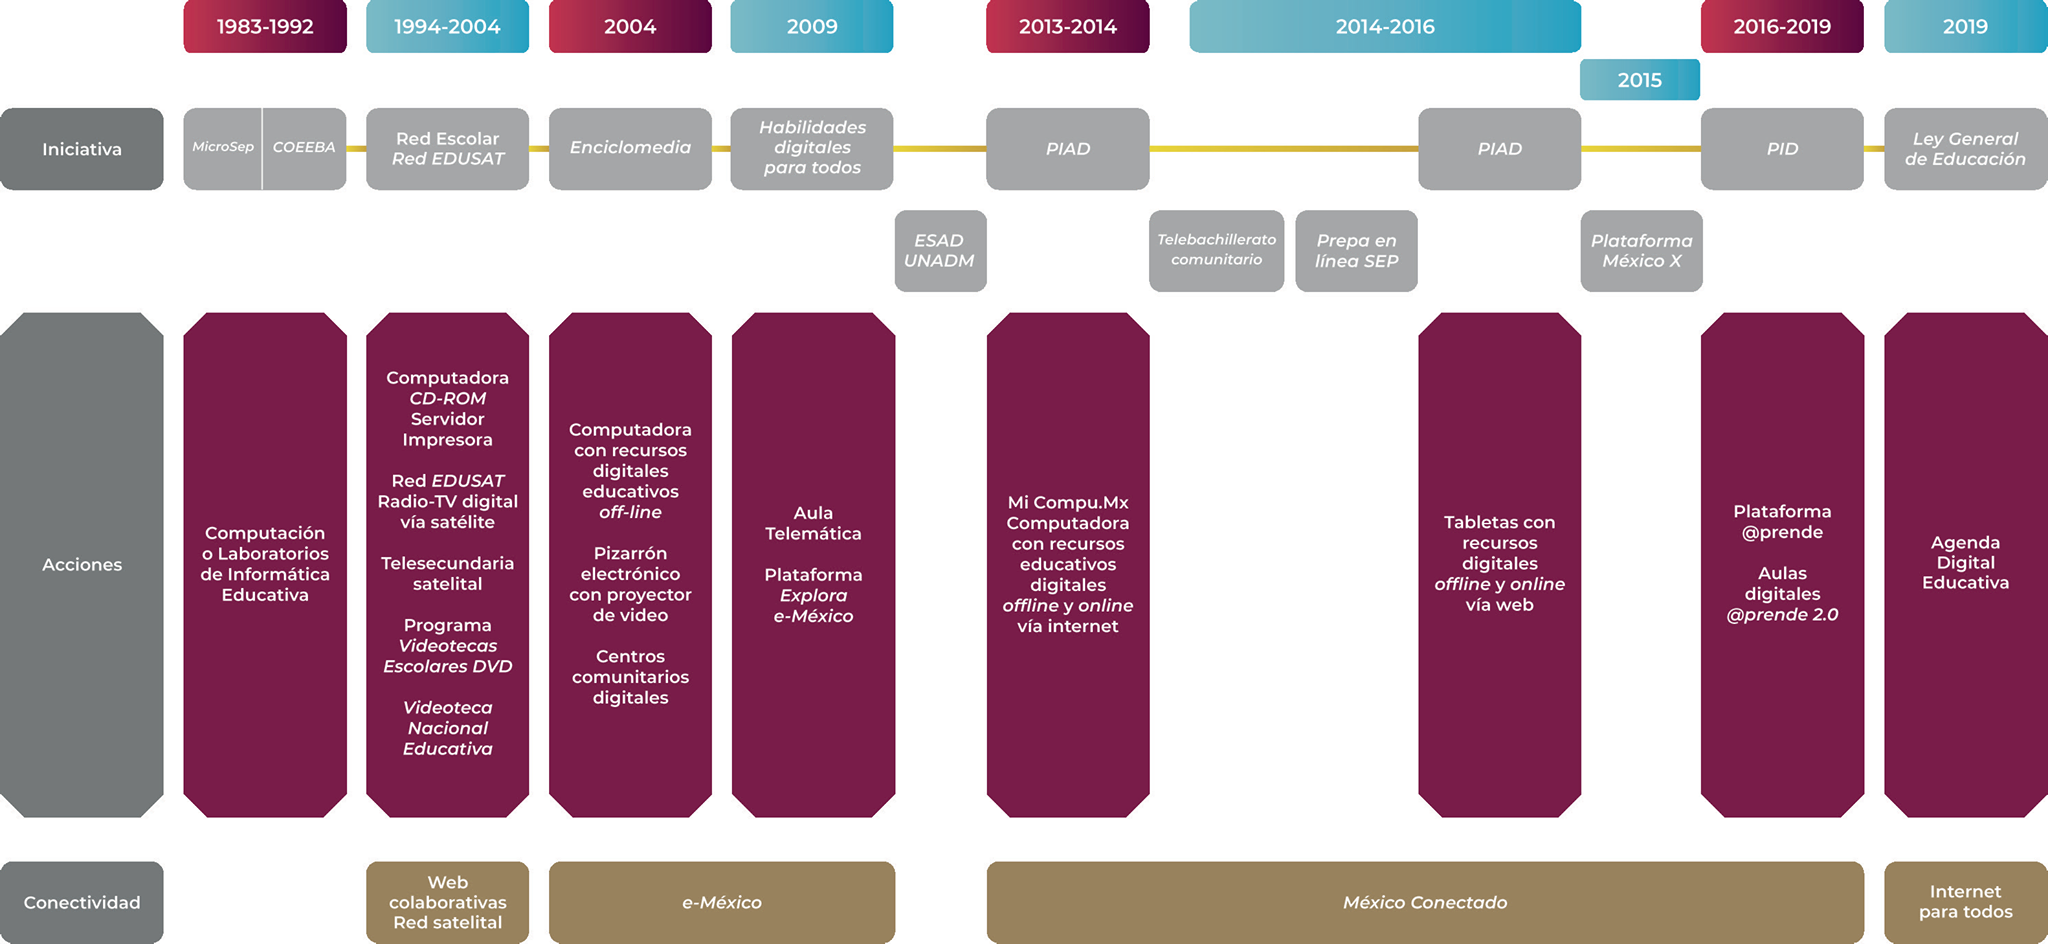 1983-1992
1994-2004
2004
2009
2013-2014
2014-2016
2016-2019
2019
2015
Iniciativa
MicroSep
COEEBA
Red Escolar
Red EDUSAT
Enciclomedia
Habilidades
digitales
para todos
PIAD
PIAD
PID
Ley General
de Educación
ESAD
UNADM
Telebachillerato
comunitario
Prepa en
línea SEP
Plataforma
México X
Acciones
Computación
o Laboratorios
de Informática
Educativa
Computadora
CD-ROM
Servidor
Impresora
Red EDUSAT
Radio-TV digital
vía satélite
Telesecundaria
satelital
Programa
Videotecas
Escolares DVD
Videoteca
Nacional
Educativa
Computadora
con recursos
digitales
educativos
off-line
Pizarrón
electrónico
con proyector
de video
Centros
comunitarios
digitales
Aula
Telemática
Plataforma
Explora
e-México
Mi Compu.Mx
Computadora
con recursos
educativos
digitales
offline y online
vía internet
Tabletas con
recursos
digitales
offline y online
vía web
Plataforma
@prende
Aulas
digitales
@prende 2.0
Agenda
Digital
Educativa
Conectividad
Web
colaborativas
Red satelital
e-México
México Conectado
Internet
para todos